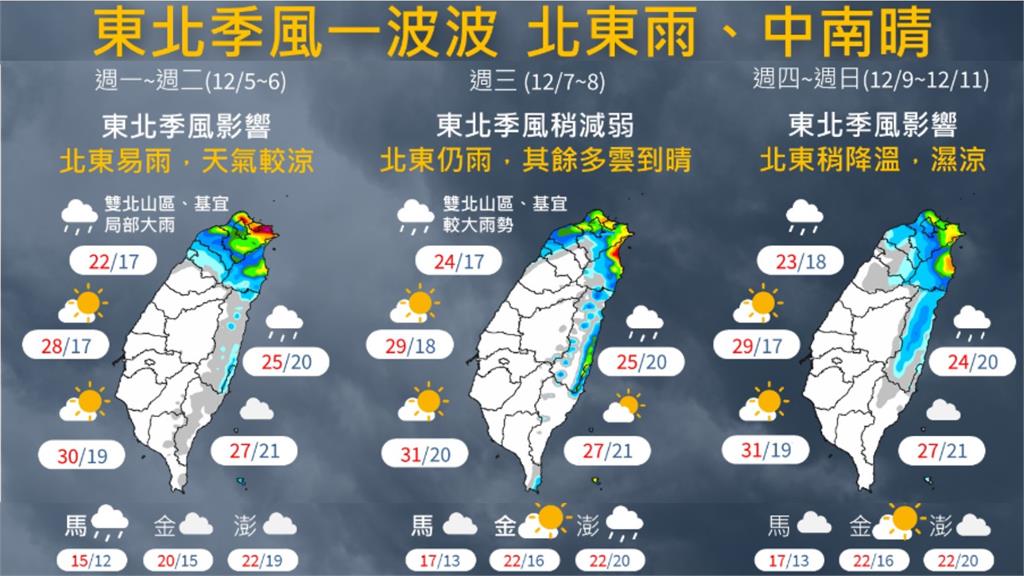 東北季風一波波 北東雨、中南晴
週一~週二(12/5~6)
東北季風影響
北東易雨，天氣較涼
雙北山區、基宜
局部大雨
22/17
28/17
25/20
30/19
27/21
馬 金 澎
15/12 20/15 22/19
週三 (12/7~8)
東北季風稍減弱
北東仍雨，其餘多雲到晴
雙北山區、基宜
較大雨勢
24/17
29/18
25/20
31/20
27/21
馬 金 澎
17/13 22/16 22/20
週四~週日(12/9~12/11)
東北季風影響
北東稍降溫，濕涼
23/18
29/17
24/20
31/19
27/21
馬 金 澎
17/13 22/16 22/20